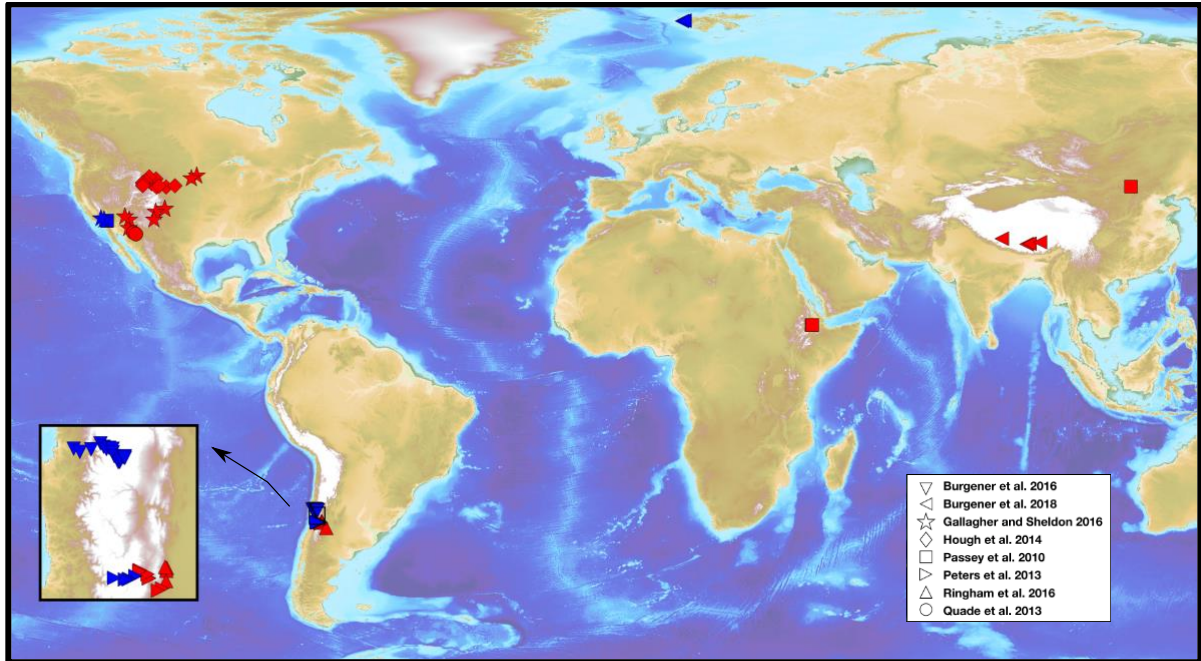 Burgener et al. 2016
Burgener et al. 2018
Gallagher and Sheldon 2016
Hough et al. 2014
Passey et al. 2010
Peters et al. 2013
Ringham et al. 2016
Quade et al. 2013